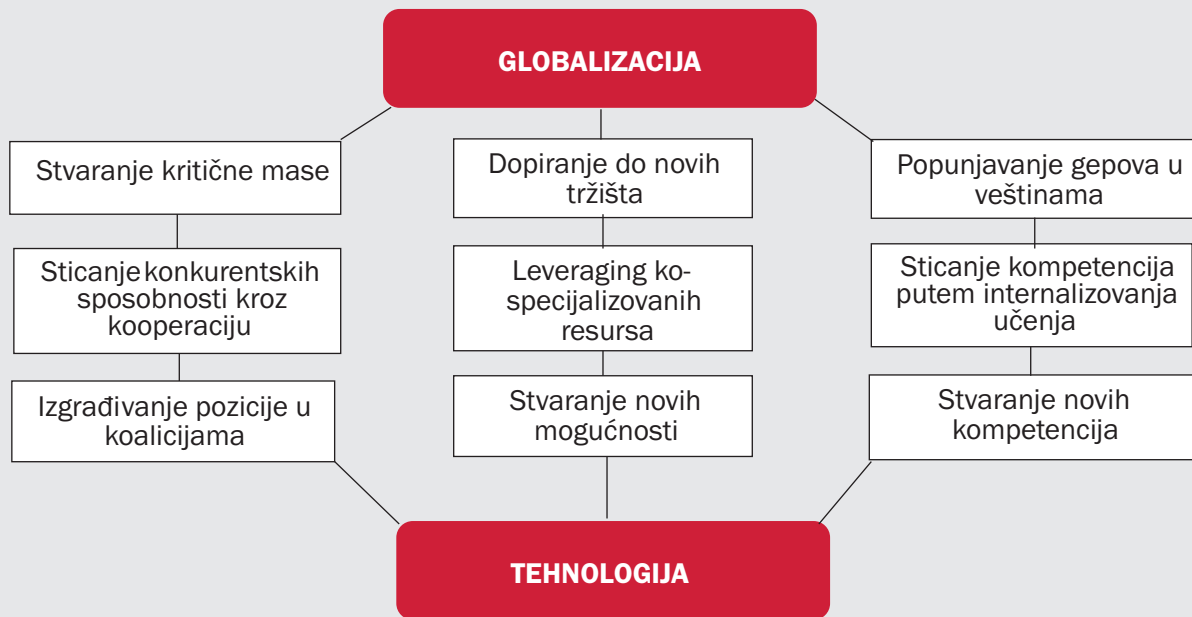 GLOBALIZACIJA
Stvaranje kritične mase
Dopiranje do novih
tržišta
Popunjavanje gepova u
veštinama
Sticanje konkurentskih
sposobnosti kroz
kooperaciju
Leveraging ko-
specijalizovanih
resursa
Sticanje kompetencija
putem internalizovanja
učenja
Izgrađivanje pozicije u
koalicijama
Stvaranje novih
mogućnosti
Stvaranje novih
kompetencija
TEHNOLOGIJA